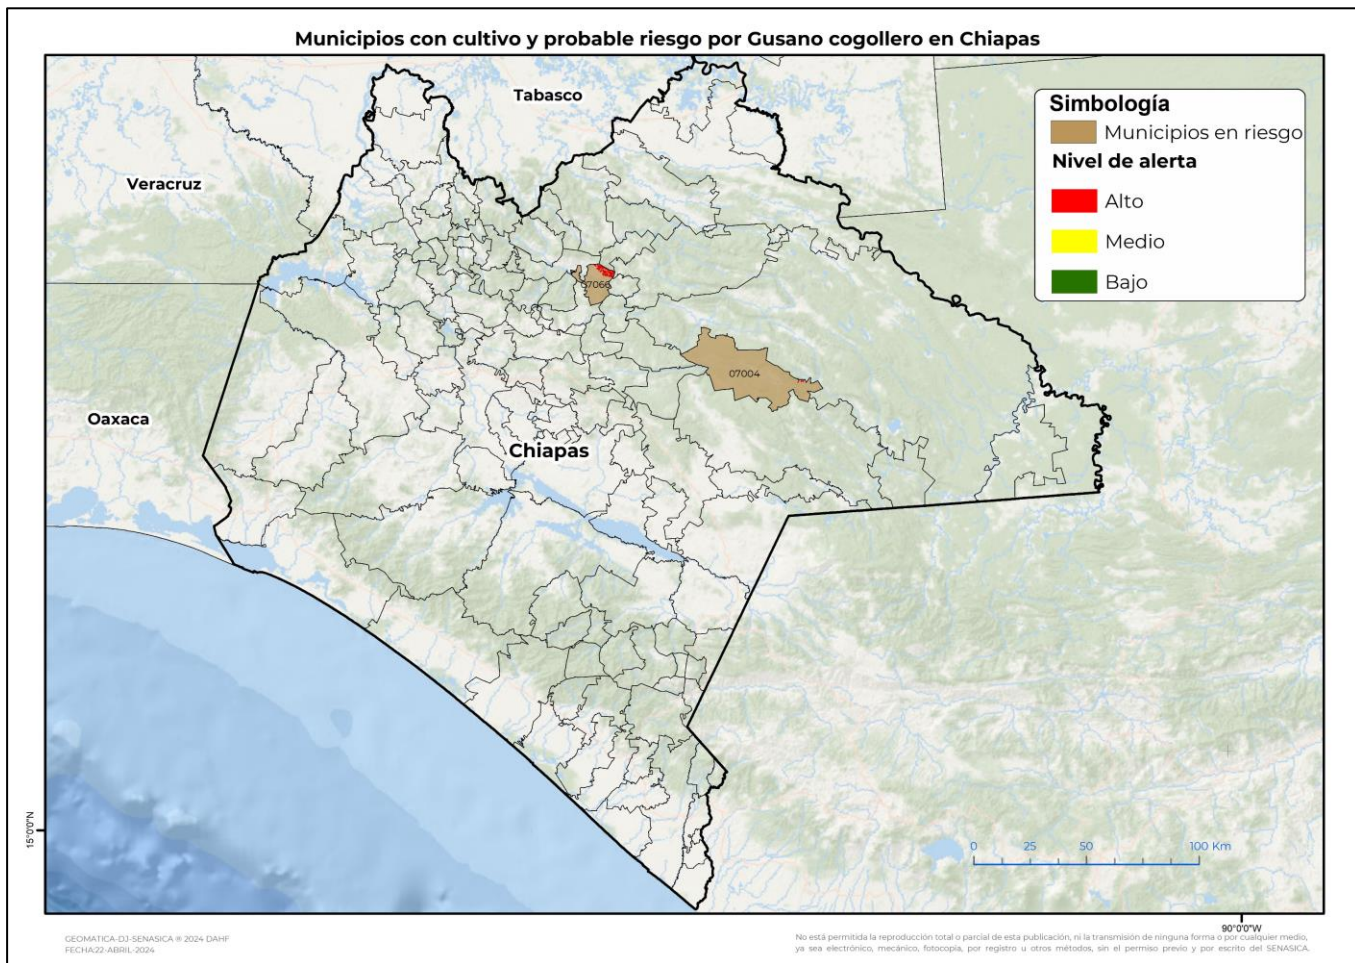 Municipios con cultivo y probable riesgo por Gusano cogollero en Chiapas
Tabasco
Veracruz
Oaxaca
Chiapas
07066
07004
Simbología
Municipios en riesgo
Nivel de alerta
Alto
Medio
Bajo
15°0'0"N
0 25 50 100 Km
90°0'0"W
GEOMATICA-DJ-SENASICA ® 2024 DAHF
FECHA:22-ABRIL-2024
No está permitida la reproducción total o parcial de esta publicación, ni la transmisión de ninguna forma o por cualquier medio,
ya sea electrónico, mecánico, fotocopia, por registro u otros métodos, sin el permiso previo y por escrito del SENASICA.